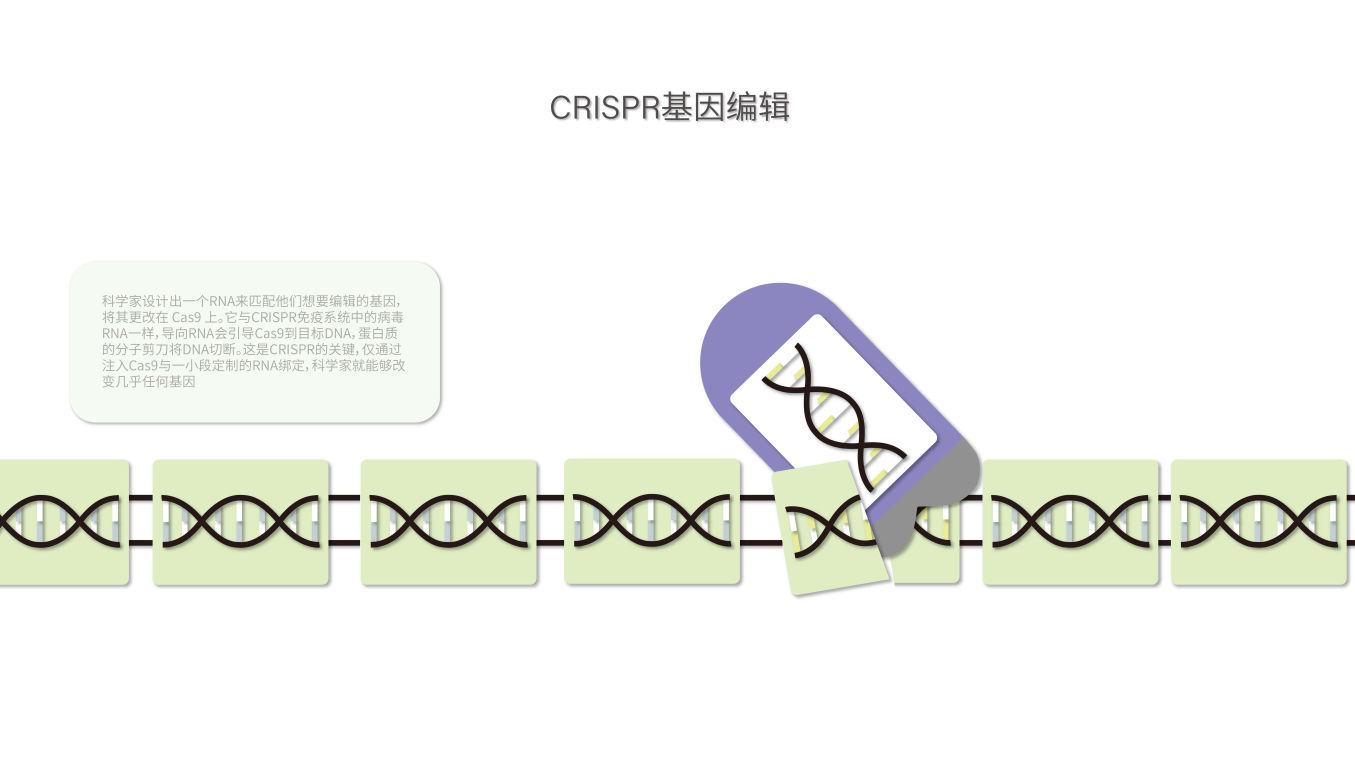 CRISPR基因编辑
科学家设计出一个RNA来匹配他们想要编辑的基因，
将其更改在 Cas9 上。它与CRISPR免疫系统中的病毒
RNA一样，导向RNA会引导Cas9到目标DNA，蛋白质
的分子剪刀将DNA切断。这是CRISPR的关键，仅通过
注入Cas9与一小段定制的RNA绑定，科学家就能够改
变几乎任何基因